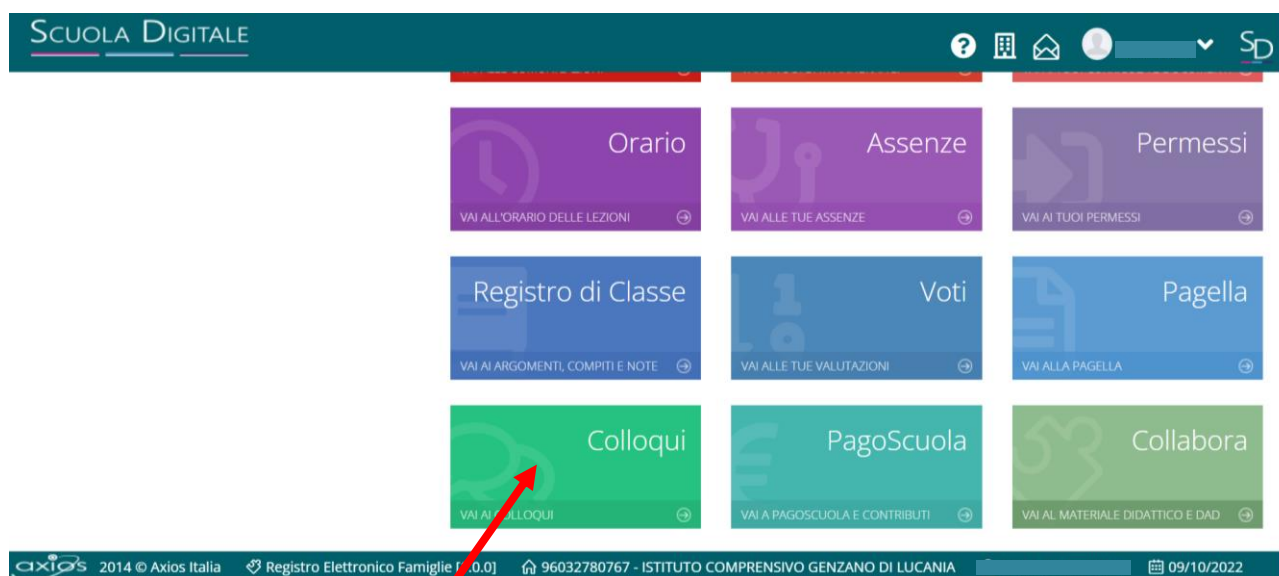 SCUOLA DIGITALE
SD
Orario
Assenze
Permessi
VAI ALL'ORARIO DELLE LEZIONI
VAI ALLE TUE ASSENZE
VAI AI TUOI PERMESSI
Registro di Classe
Voti
Pagella
VAI AI ARGOMENTI, COMPITI E NOTE
VAI ALLE TUE VALUTAZIONI
VAI ALLA PAGELLA
Colloqui
PagoScuola
Collabora
VAI AI COLLOQUI
VAI A PAGOSCUOLA E CONTRIBUTI
VAI AL MATERIALE DIDATTICO E DAD
axios 2014 © Axios Italia Registro Elettronico Famiglie 96032780767 - ISTITUTO COMPRENSIVO GENZANO DI LUCANIA 09/10/2022